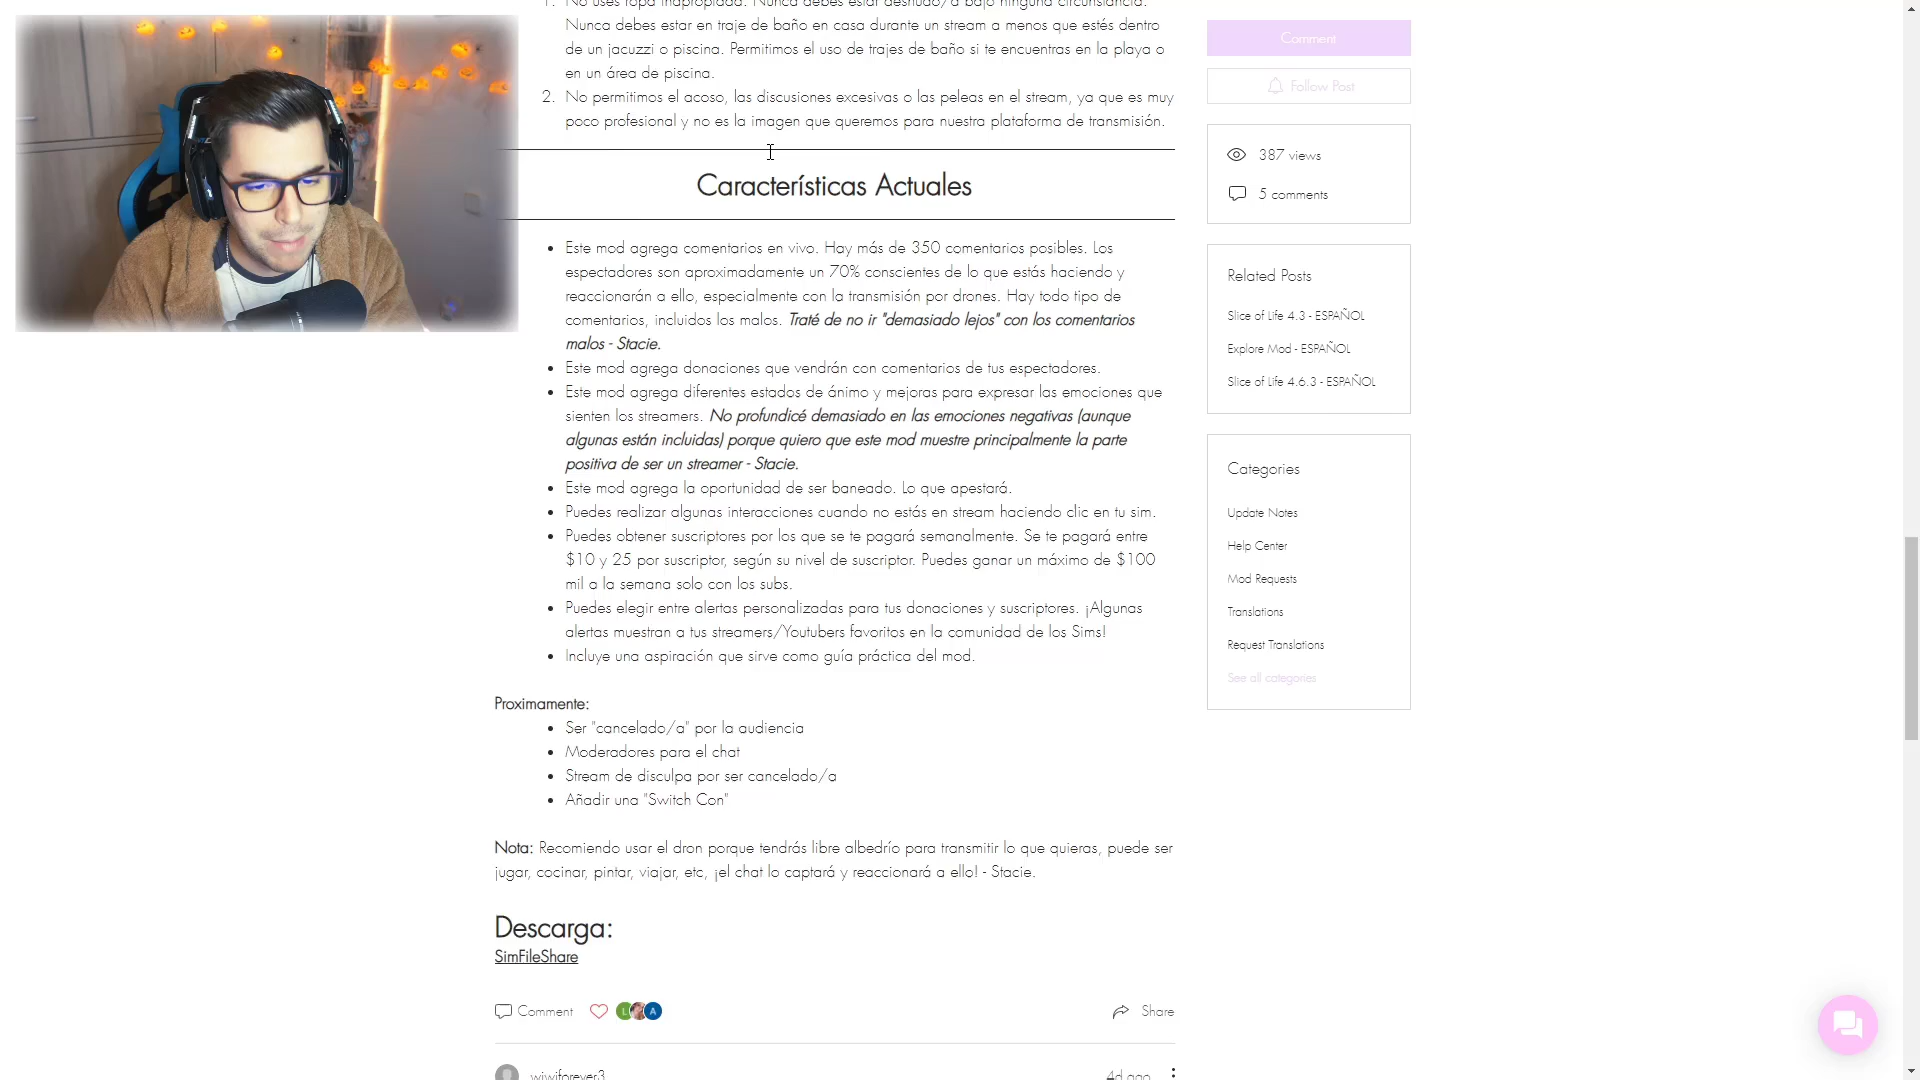 1. No uses ropa inapropiada. Nunca debes estar desnudo/a bajo ninguna circunstancia.
Nunca debes estar en traje de baño en casa durante un stream a menos que estés dentro
de un jacuzzi o piscina. Permitimos el uso de trajes de baño si te encuentras en la playa o
en un área de piscina.
2. No permitimos el acoso, las discusiones excesivas o las peleas en el stream, ya que es muy
poco profesional y no es la imagen que queremos para nuestra plataforma de transmisión.
Características Actuales
• Este mod agrega comentarios en vivo. Hay más de 350 comentarios posibles. Los
espectadores son aproximadamente un 70% conscientes de lo que estás haciendo y
reaccionarán a ello, especialmente con la transmisión por drones. Hay todo tipo de
comentarios, incluidos los malos. Traté de no ir "demasiado lejos" con los comentarios
malos - Stacie.
• Este mod agrega donaciones que vendrán con comentarios de tus espectadores.
• Este mod agrega diferentes estados de ánimo y mejoras para expresar las emociones que
sienten los streamers. No profundicé demasiado en las emociones negativas (aunque
algunas están incluidas) porque quiero que este mod muestre principalmente la parte
positiva de ser un streamer - Stacie.
• Este mod agrega la oportunidad de ser baneado. Lo que apestará.
• Puedes realizar algunas interacciones cuando no estás en stream haciendo clic en tu sim.
• Puedes obtener suscriptores por los que se te pagará semanalmente. Se te pagará entre
$10 y 25 por suscriptor, según su nivel de suscriptor. Puedes ganar un máximo de $100
mil a la semana solo con los subs.
• Puedes elegir entre alertas personalizadas para tus donaciones y suscriptores. ¡Algunas
alertas muestran a tus streamers/Youtubers favoritos en la comunidad de los Sims!
• Incluye una aspiración que sirve como guía práctica del mod.
Proximamente:
• Ser "cancelado/a" por la audiencia
• Moderadores para el chat
• Stream de disculpa por ser cancelado/a
• Añadir una "Switch Con"
Nota: Recomiendo usar el dron porque tendrás libre albedrío para transmitir lo que quieras, puede ser
jugar, cocinar, pintar, viajar, etc, ¡el chat lo captará y reaccionará a ello! - Stacie.
Descarga:
SimFileShare
Comment
L A
Share
wiwiforever3
4d ago
Comment
Follow Post
387 views
5 comments
Related Posts
Slice of Life 4.3 - ESPAÑOL
Explore Mod - ESPAÑOL
Slice of Life 4.6.3 - ESPAÑOL
Categories
Update Notes
Help Center
Mod Requests
Translations
Request Translations
See all categories